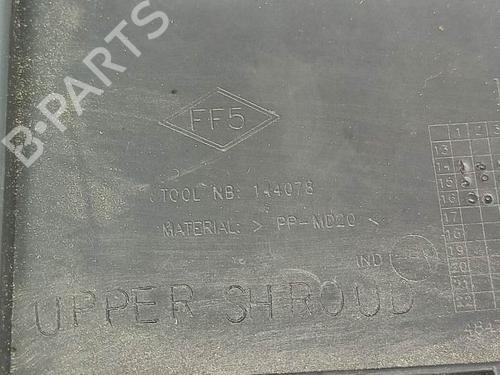 B-PARTS
FF5
TOOL NB: 144078
MATERIAL: > PP-MD20 <
IND
UPPER SHROUD
1 2
13
14
15
16
17
18
19
20
21
22